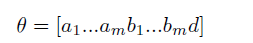 θ = [a₁...aₘb₁...bₘd]